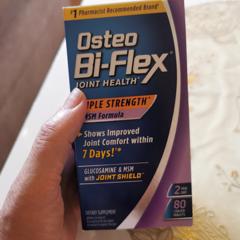 #1 Pharmacist Recommended Brand†
Osteo
Bi-Flex®
JOINT HEALTH
IPLE STRENGTH
MSM Formula
Shows Improved
Joint Comfort within
7 Days!*
GLUCOSAMINE & MSM
with JOINT SHIELD™
DIETARY SUPPLEMENT
2
80